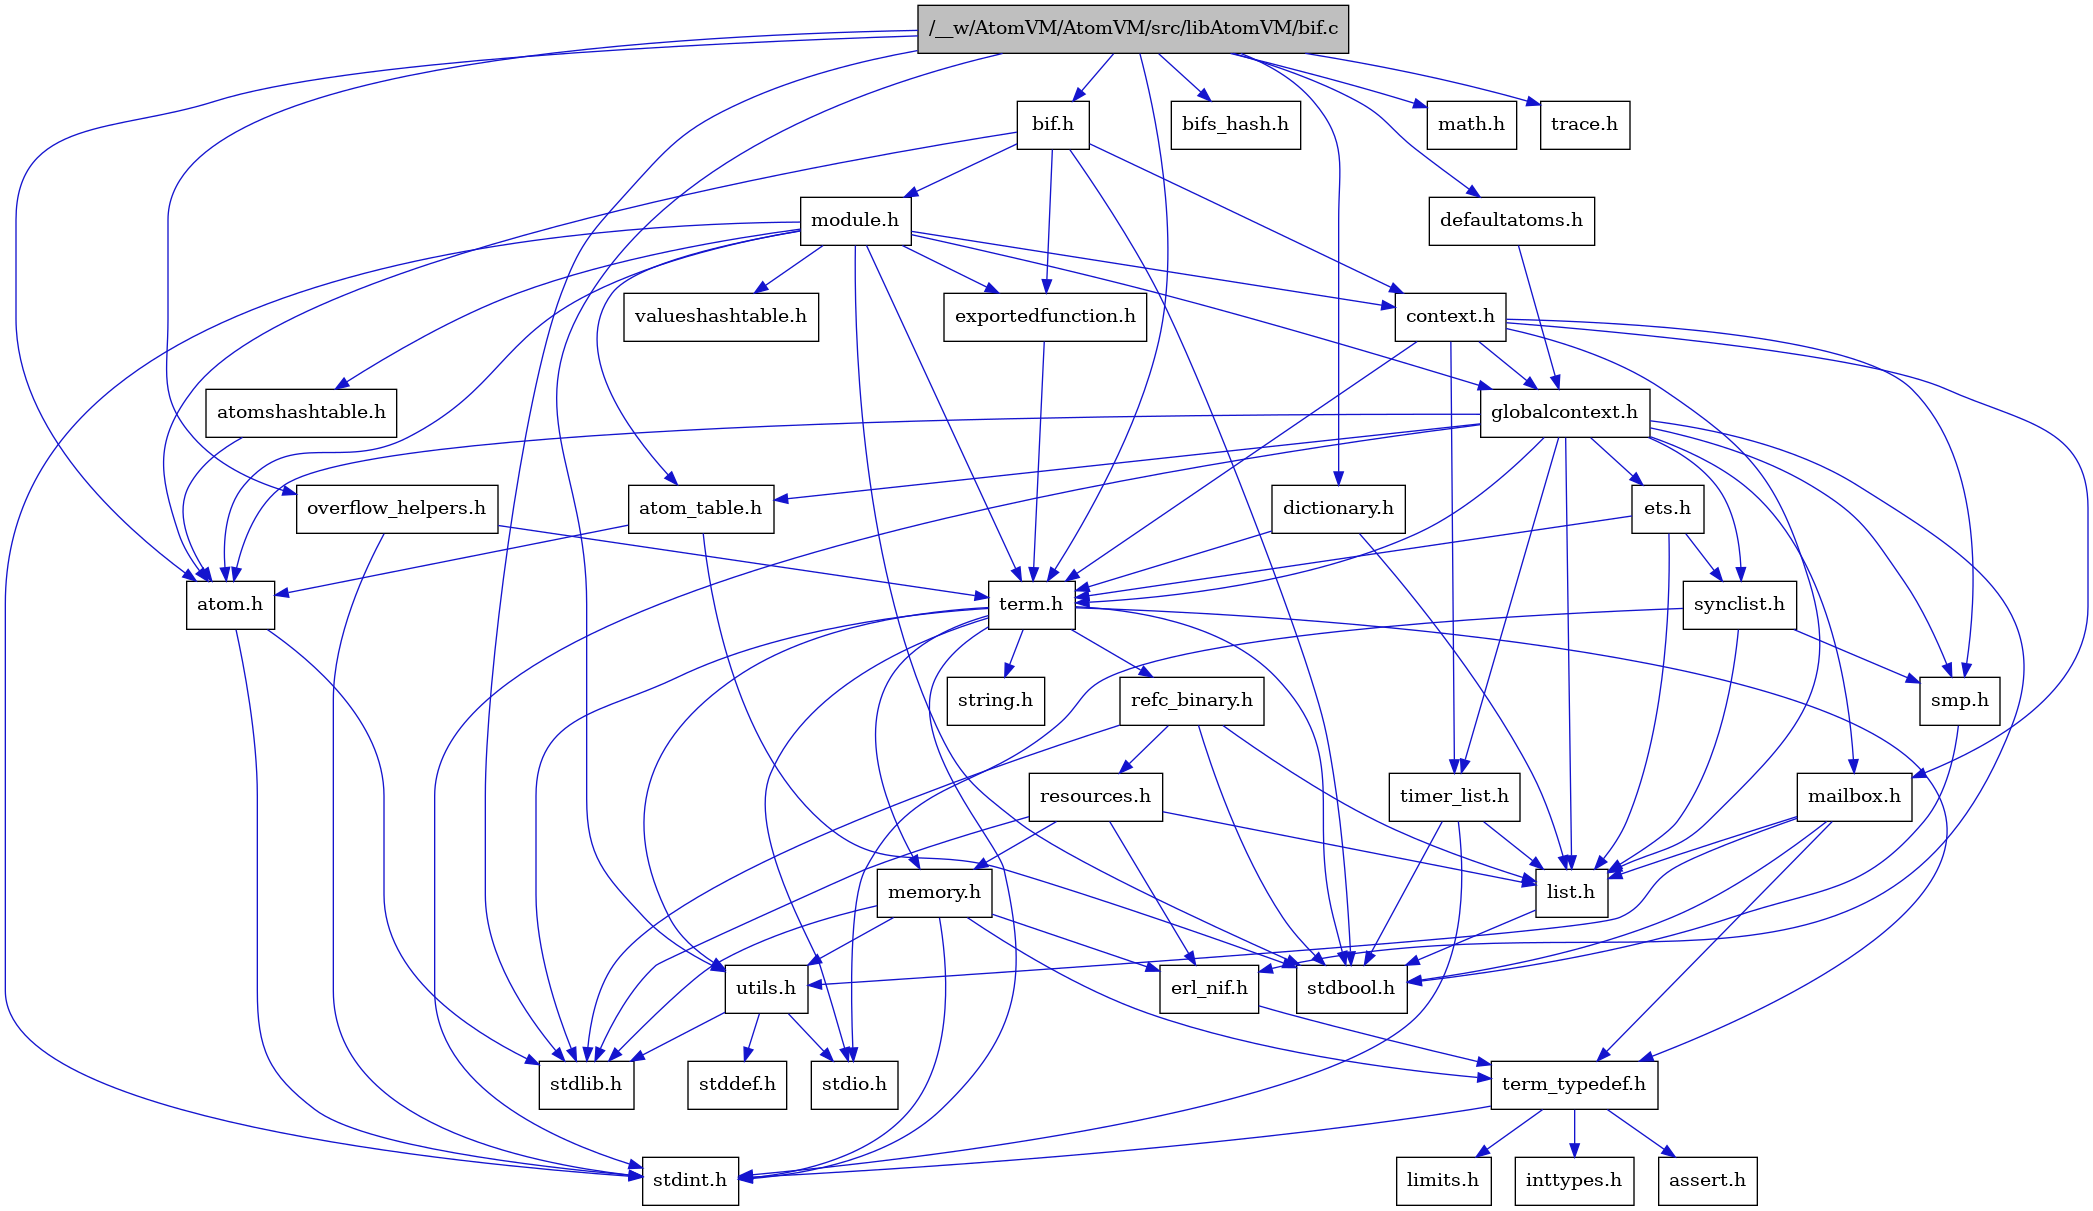 /__w/AtomVM/AtomVM/src/libAtomVM/bif.c
bif.h
bifs_hash.h
math.h
trace.h
module.h
defaultatoms.h
valueshashtable.h
exportedfunction.h
context.h
atomshashtable.h
globalcontext.h
overflow_helpers.h
atom_table.h
dictionary.h
ets.h
atom.h
term.h
synclist.h
string.h
refc_binary.h
smp.h
resources.h
timer_list.h
mailbox.h
memory.h
list.h
utils.h
erl_nif.h
stdbool.h
stdlib.h
stddef.h
stdio.h
term_typedef.h
stdint.h
limits.h
inttypes.h
assert.h